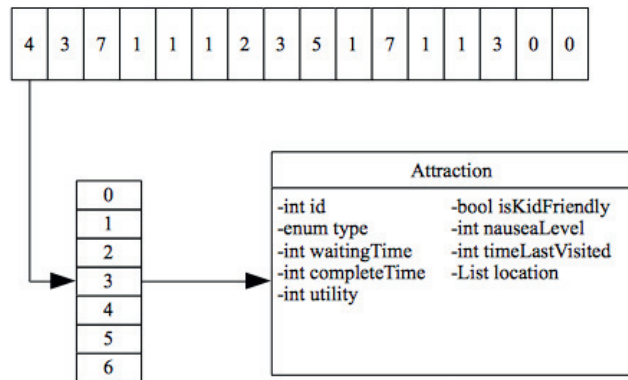 4 3 7 1 1 1 2 3 5 1 7 1 1 3 0 0
Attraction
-int id
-enum type
-int waitingTime
-int completeTime
-int utility
-bool isKidFriendly
-int nauseaLevel
-int timeLastVisited
-List location
0
1
2
3
4
5
6